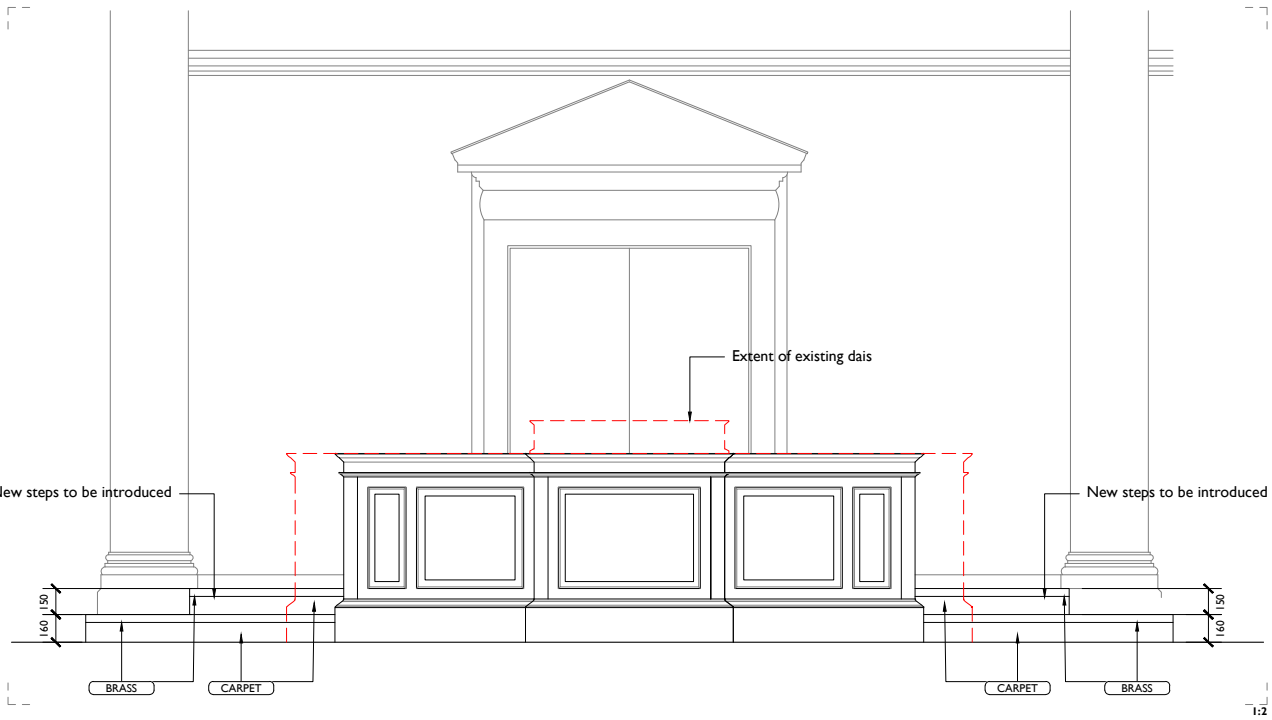 Extent of existing dais
New steps to be introduced
New steps to be introduced
150
160
150
160
BRASS
CARPET
CARPET
BRASS
1:2